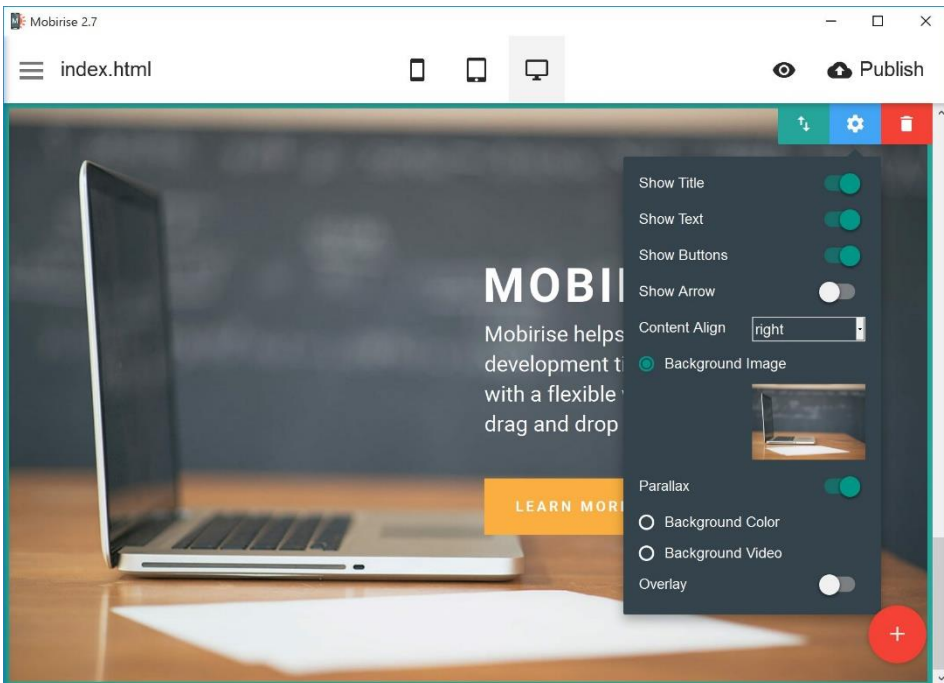 Mobirise 2.7
index.html
Publish
Show Title
Show Text
Show Buttons
Show Arrow
Content Align right
Background Image
Parallax
Background Color
Background Video
Overlay
MOBI
Mobirise helps
development
with a flexible
drag and drop
LEARN MOR